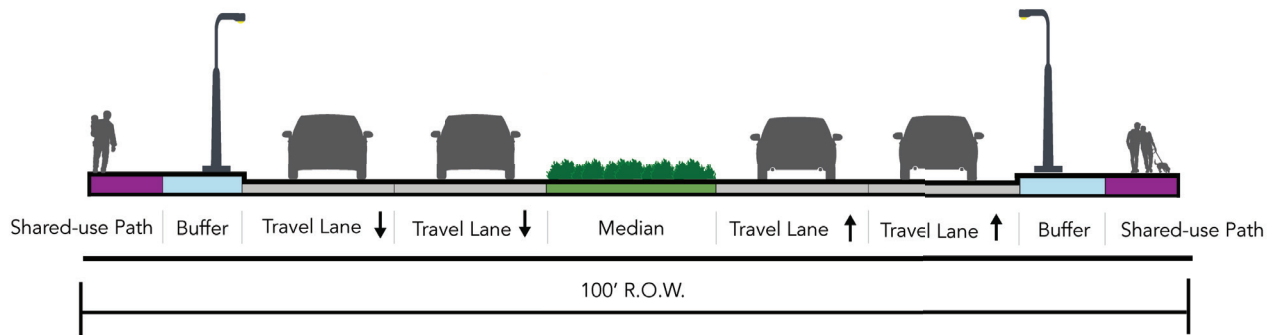 Shared-use Path Buffer Travel Lane Travel Lane Median Travel Lane Travel Lane Buffer Shared-use Path
100' R.O.W.